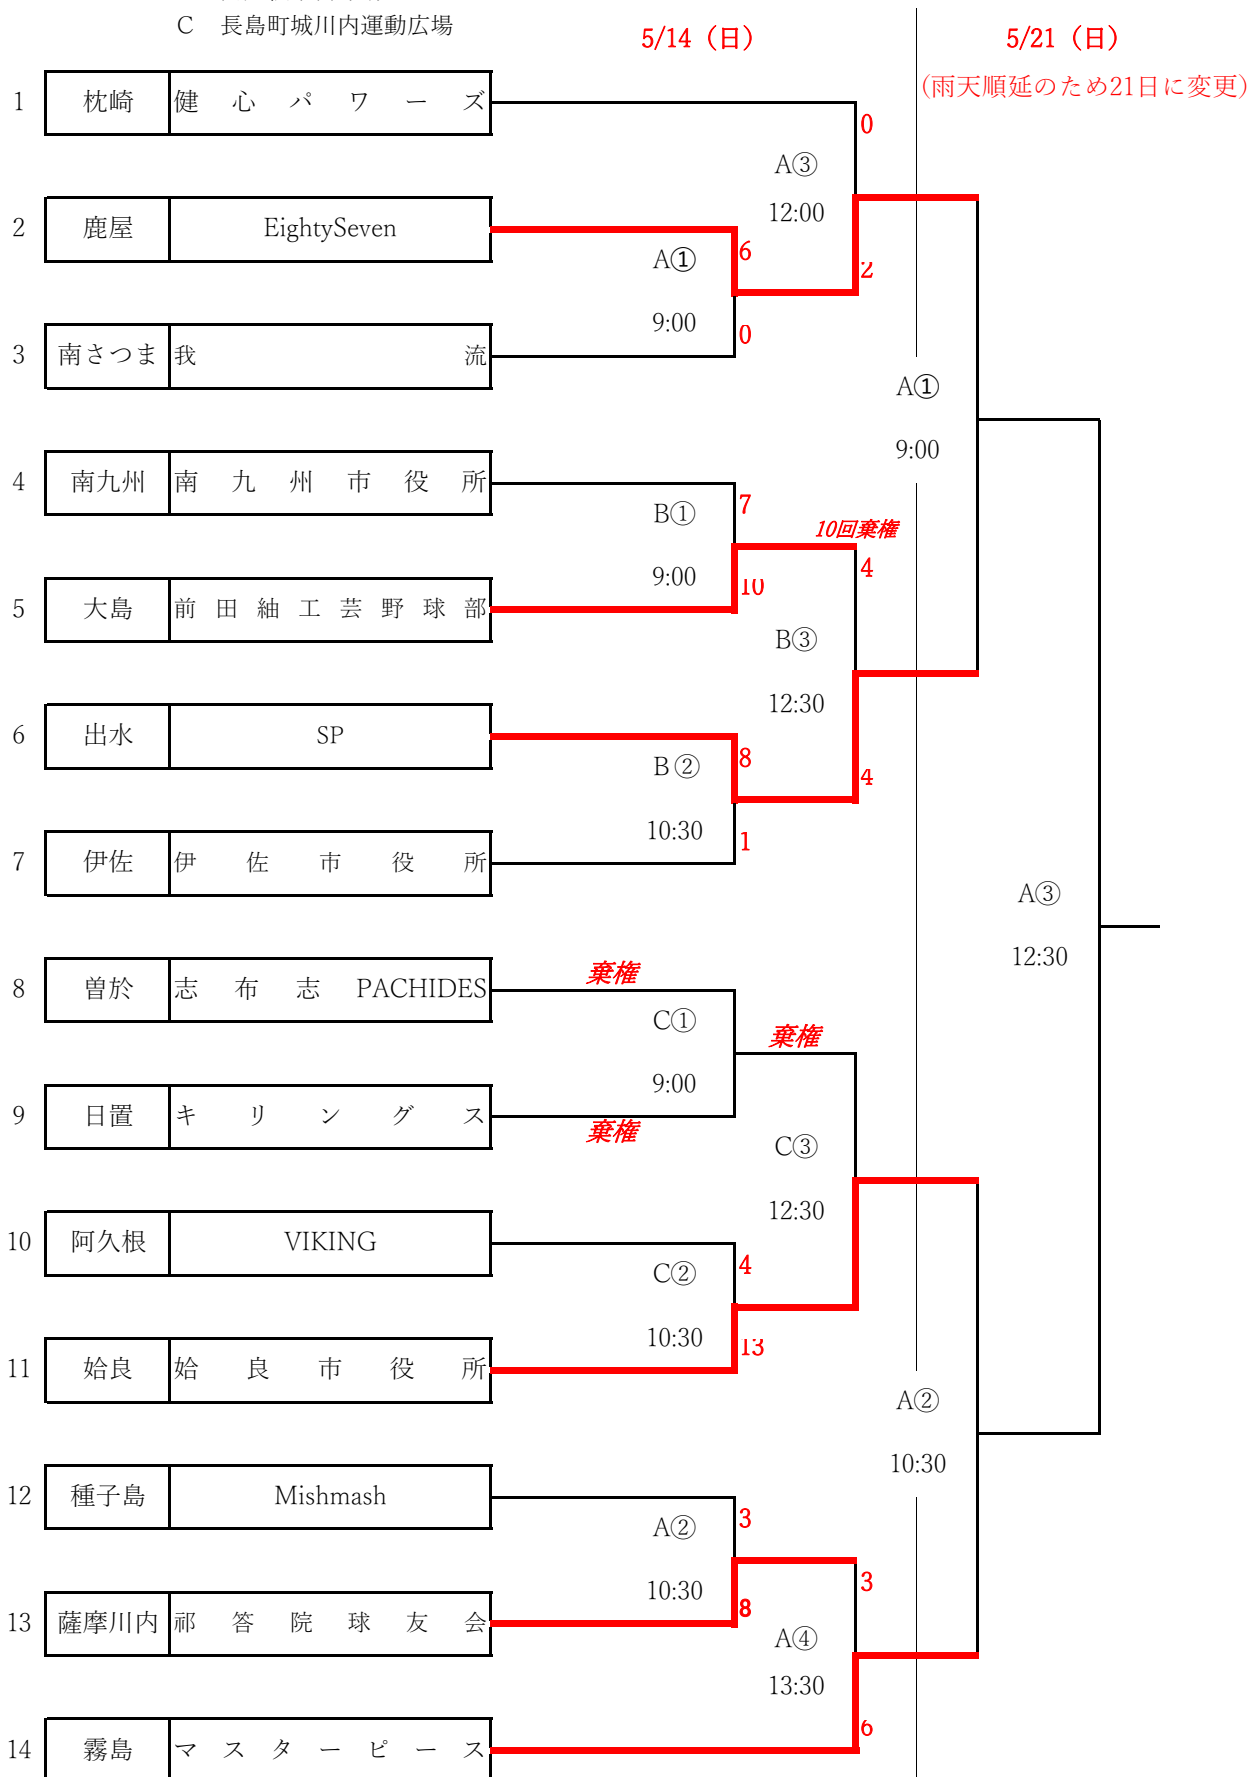 C 長島町城川内運動広場
5/14（日）
5/21（日）
(雨天順延のため21日に変更)
1 枕崎 健心パワーズ
0
A③
12:00
2 鹿屋 EightySeven
6
A①
2
9:00
0
3 南さつま 我流
A①
9:00
4 南九州 南九州市役所
7
B①
10回棄権
4
9:00
10
5 大島 前田紬工芸野球部
B③
12:30
6 出水 SP
8
B②
4
10:30
1
7 伊佐 伊佐市役所
A③
12:30
8 曽於 志布志PACHIDES
棄権
C①
棄権
9:00
9 日置 キリングス
棄権
C③
12:30
10 阿久根 VIKING
4
C②
10:30
13
11 姶良 姶良市役所
A②
10:30
12 種子島 Mishmash
3
A②
10:30
3
8
13 薩摩川内 祁答院球友会
A④
13:30
6
14 霧島 マスターピース